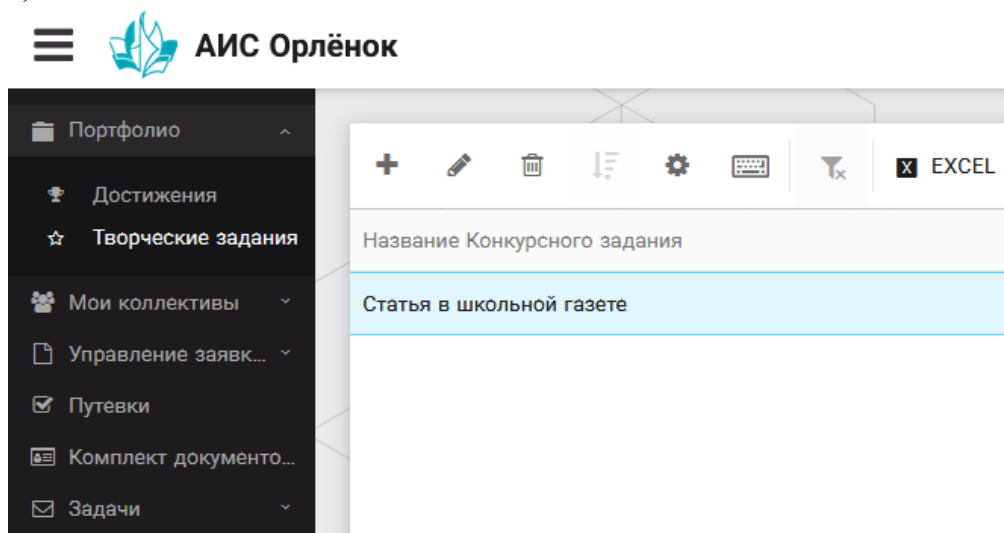 АИС Орлёнок
Портфолио
Достижения
Творческие задания
Мои коллективы
Управление заявк...
Путевки
Комплект документо...
Задачи
X EXCEL
Название Конкурсного задания
Статья в школьной газете